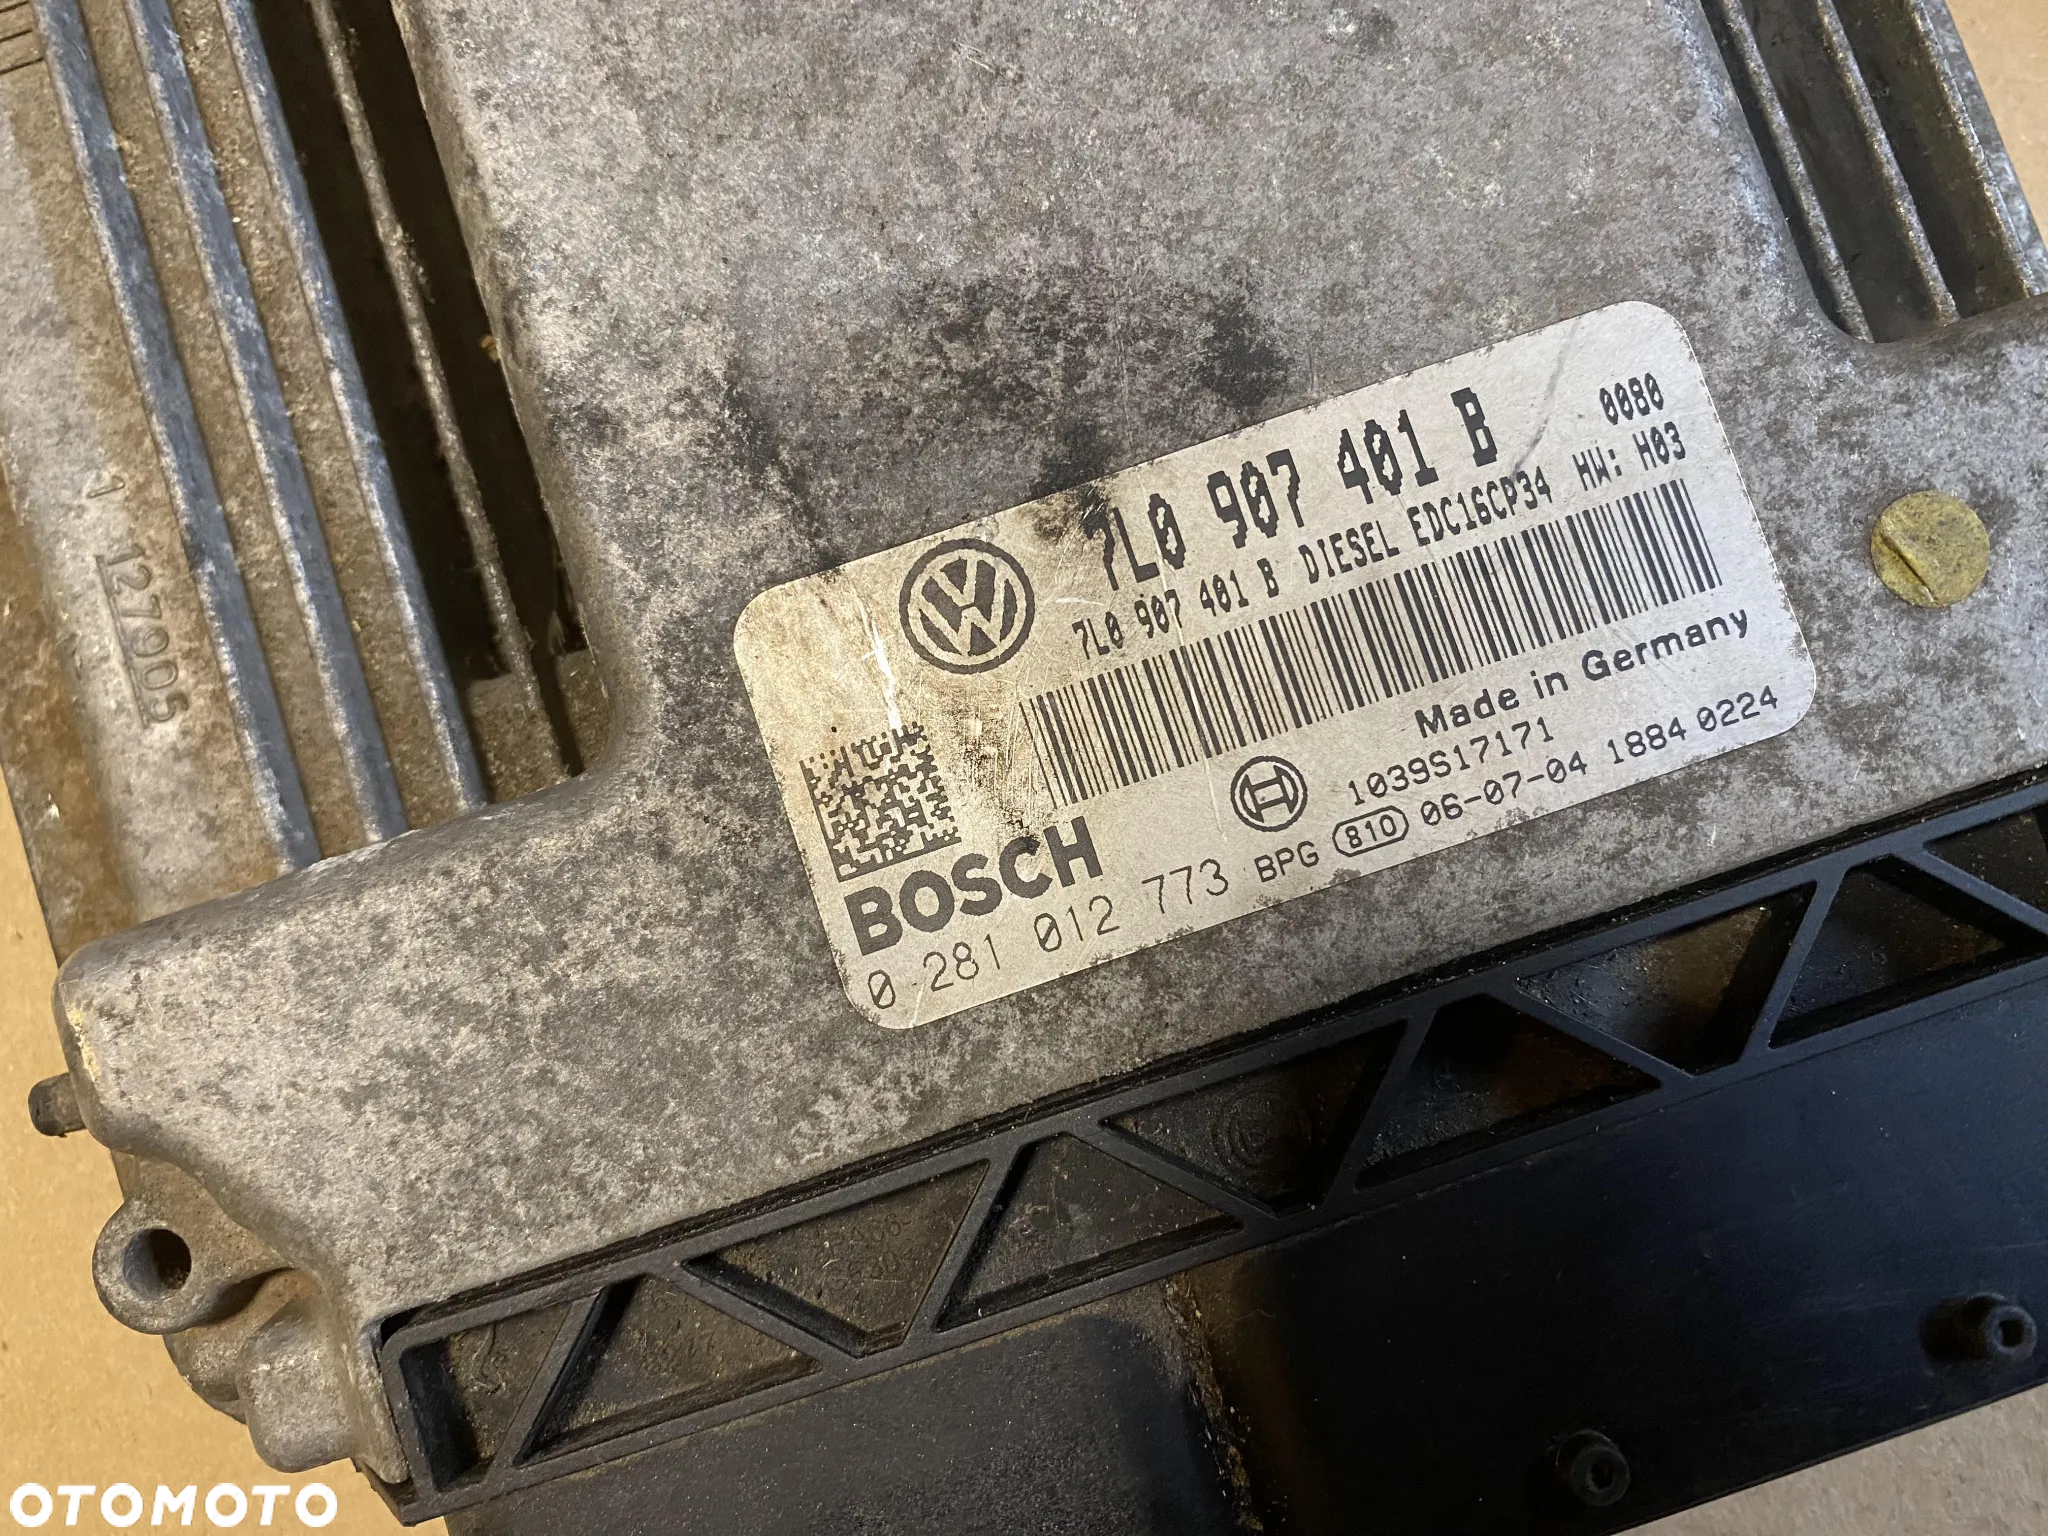 7L0 907 401 B 0080
7L0 907 401 B DIESEL EDC16CP34 HW: H03
Made in Germany
1039S17171
BPG 810 06-07-04 1884 0224
BOSCH
0 281 012 773
1 127905
OTOMOTO